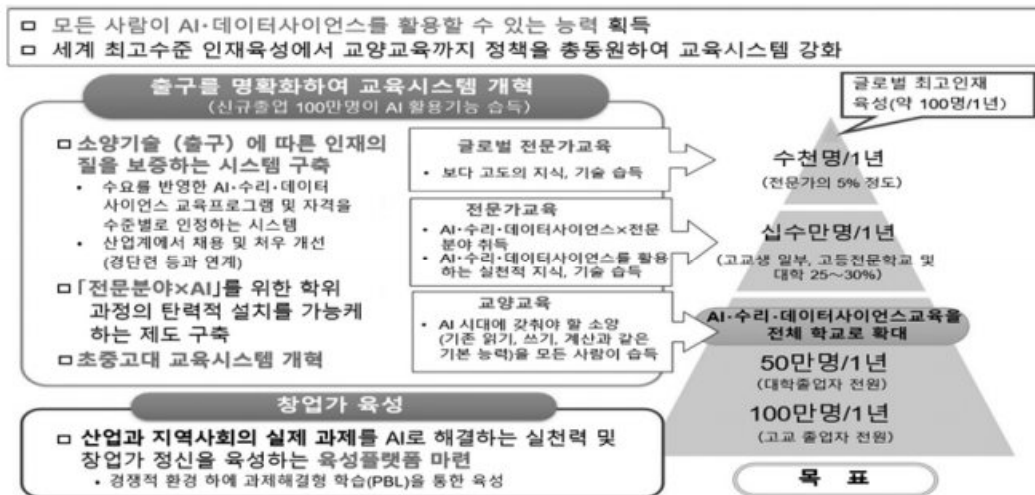 □ 모든 사람이 AI·데이터사이언스를 활용할 수 있는 능력 획득
□ 세계 최고수준 인재육성에서 교양교육까지 정책을 총동원하여 교육시스템 강화
출구를 명확화하여 교육시스템 개혁
(신규졸업 100만명이 AI 활용기능 습득)
□ 소양기술 (출구) 에 따른 인재의
질을 보증하는 시스템 구축
• 수요를 반영한 AI·수리·데이터
사이언스 교육프로그램 및 자격을
수준별로 인정하는 시스템
• 산업계에서 채용 및 처우 개선
(경단련 등과 연계)
□ 「전문분야×AI」를 위한 학위
과정의 탄력적 설치를 가능케
하는 제도 구축
□ 초중고대 교육시스템 개혁
글로벌 전문가교육
• 보다 고도의 지식, 기술 습득
전문가교육
• AI·수리·데이터사이언스×전문
분야 취득
• AI·수리·데이터사이언스를 활용
하는 실천적 지식, 기술 습득
교양교육
• AI 시대에 갖춰야 할 소양
(기존 읽기, 쓰기, 계산과 같은
기본 능력)을 모든 사람이 습득
글로벌 최고인재
육성(약 100명/1년)
수천명/1년
(전문가의 5% 정도)
십수만명/1년
(고교생 일부, 고등전문학교 및
대학 25~30%)
AI·수리·데이터사이언스교육을
전체 학교로 확대
50만명/1년
(대학졸업자 전원)
100만명/1년
(고교 졸업자 전원)
목 표
창업가 육성
□ 산업과 지역사회의 실제 과제를 AI로 해결하는 실천력 및
창업가 정신을 육성하는 육성플랫폼 마련
• 경쟁적 환경 하에 과제해결형 학습(PBL)을 통한 육성